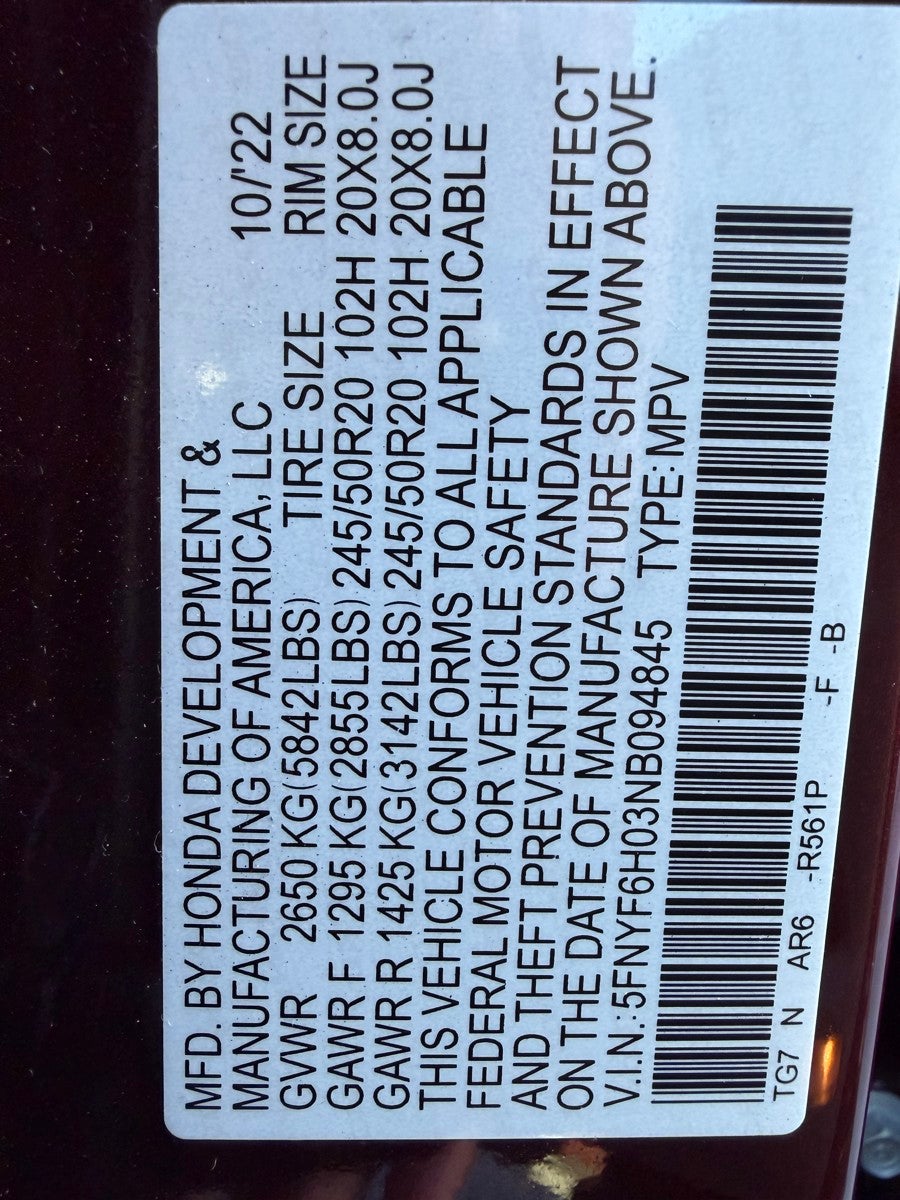 MFD. BY HONDA DEVELOPMENT &
MANUFACTURING OF AMERICA, LLC 10/'22
GVWR 2650 KG(5842LBS) TIRE SIZE RIM SIZE
GAWR F 1295 KG(2855LBS) 245/50R20 102H 20X8.0J
GAWR R 1425 KG(3142LBS) 245/50R20 102H 20X8.0J
THIS VEHICLE CONFORMS TO ALL APPLICABLE
FEDERAL MOTOR VEHICLE SAFETY
AND THEFT PREVENTION STANDARDS IN EFFECT
ON THE DATE OF MANUFACTURE SHOWN ABOVE.
V.I.N.:5FNYF6H03NB094845 TYPE:MPV
TG7 N AR6 -R561P -F -B